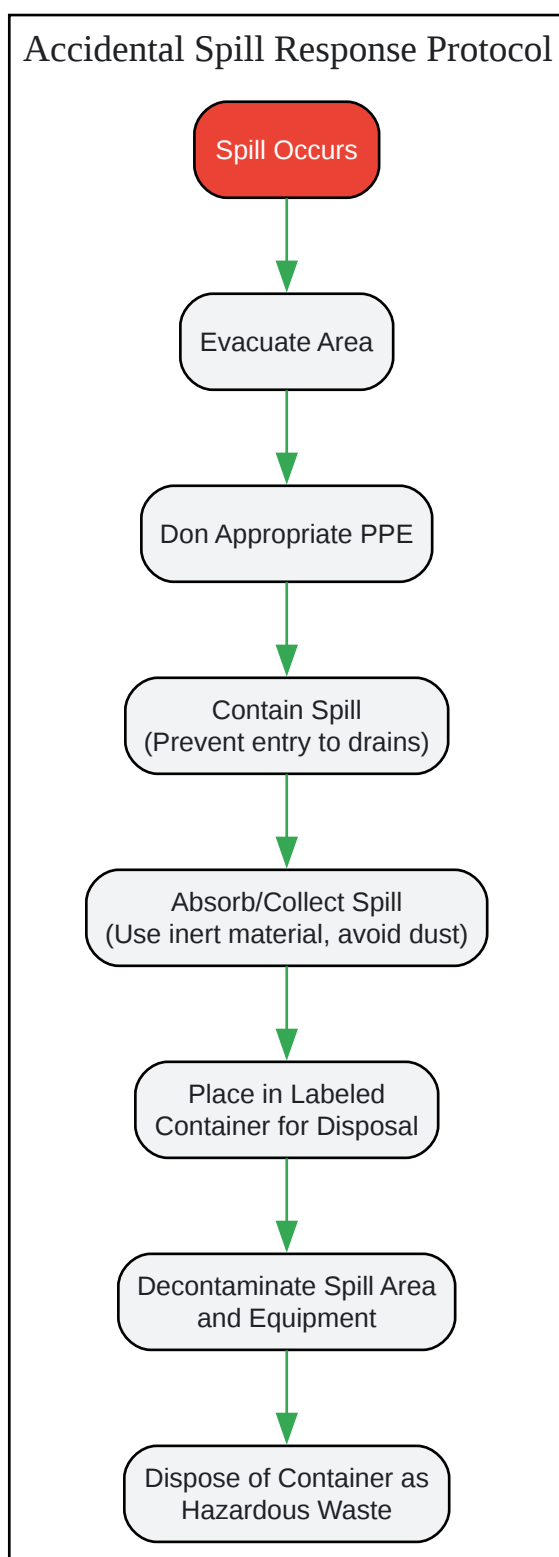 Accidental Spill Response Protocol
Spill Occurs
Evacuate Area
Don Appropriate PPE
Contain Spill
(Prevent entry to drains)
Absorb/Collect Spill
(Use inert material, avoid dust)
Place in Labeled
Container for Disposal
Decontaminate Spill Area
and Equipment
Dispose of Container as
Hazardous Waste